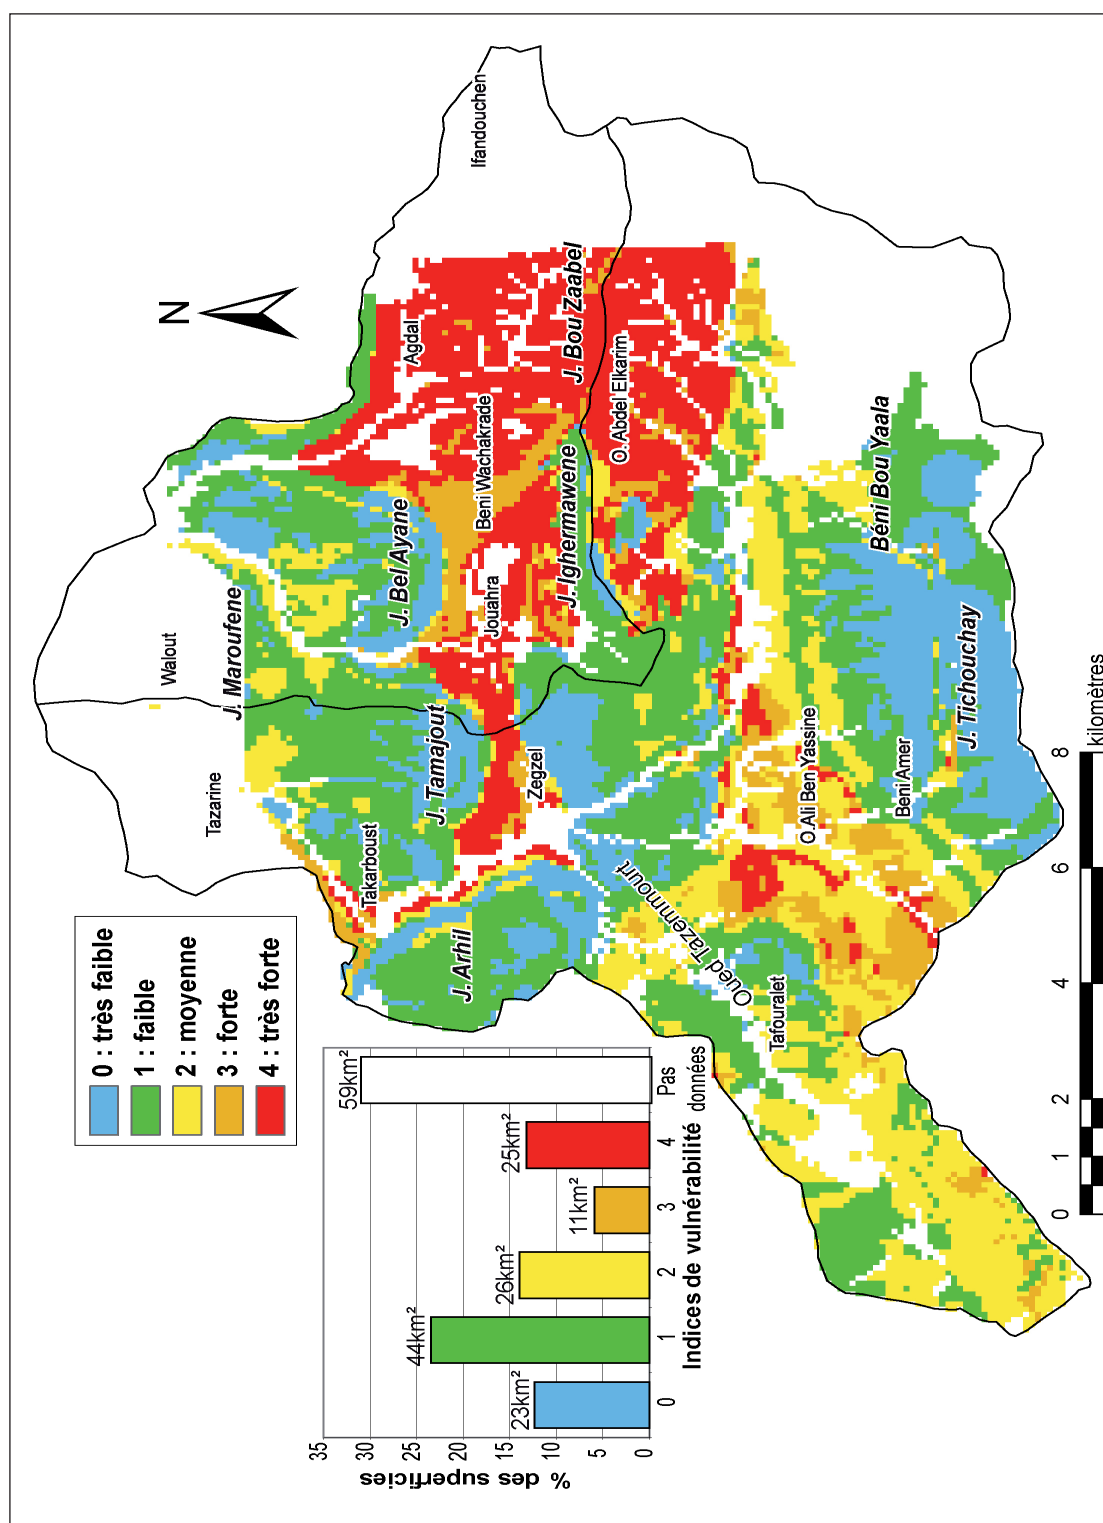 0 : très faible
1 : faible
2 : moyenne
3 : forte
4 : très forte
N
Walout
Tazarine
Ifandouchen
J. Maroufene
Agdal
J. Bel Ayane
Beni Wachakrade
J. Bou Zaabel
O. Abdel Elkarim
Jouahra
J. Ighermawene
J. Tamajout
Takarboust
Zegzel
J. Arhil
Oued Tazemmourt
Tafouralet
O.Ali Ben Yassine
Beni Amer
Béni Bou Yaala
J. Tichouchay
% des superficies
35
30
25
20
15
10
5
0
23km²
44km²
26km²
11km²
25km²
59km²
0
1
2
3
4
Pas
données
Indices de vulnérabilité
0
1
2
4
8
kilomètres